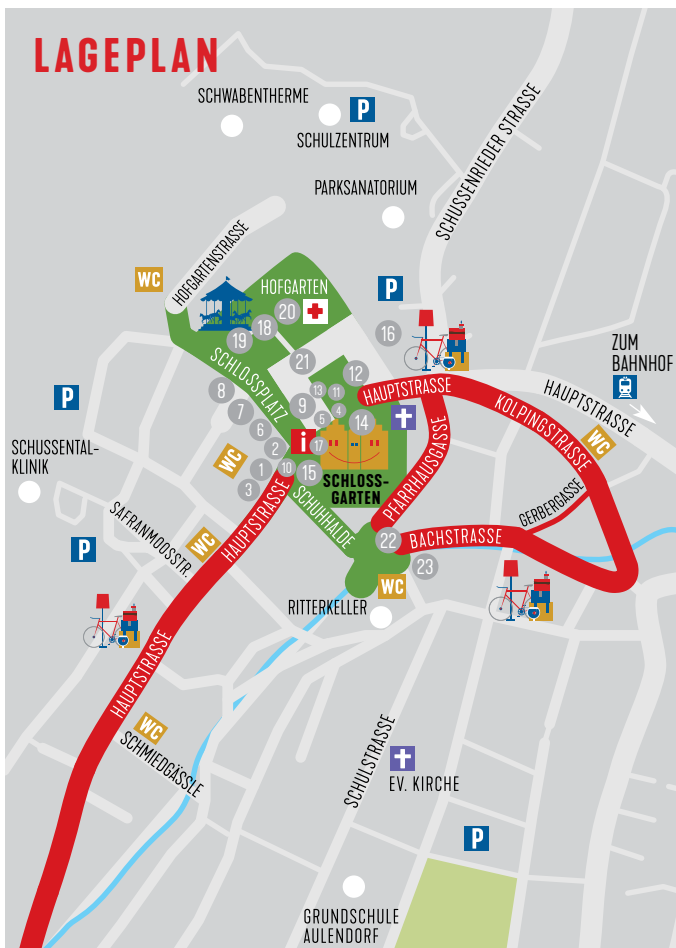 LAGEPLAN
SCHWABENTHERME
P
SCHULZENTRUM
PARKSANATORIUM
SCHUSSENRIEDER STRASSE
HOFGARTENSTRASSE
WC
HOFGARTEN
P
20
18
19
16
21
ZUM
BAHNHOF
SCHLOSSPLATZ
12
HAUPTSTRASSE
HAUPTSTRASSE
KOLPINGSTRASSE
P
8
7
6
2
9
13
11
5
4
14
17
i
WC
SCHUSSENTAL-
KLINIK
WC
1
10
15
3
SCHLOSS-
GARTEN
PFARRHAUSGASSE
SAFRANMOOSSTR.
WC
HAUPTSTRASSE
SCHUHHALDE
GERBERGASSE
22
BACHSTRASSE
P
23
WC
RITTERKELLER
HAUPTSTRASSE
WC
SCHMIEDGÄSSLE
SCHULSTRASSE
EV. KIRCHE
P
GRUNDSCHULE
AULENDORF